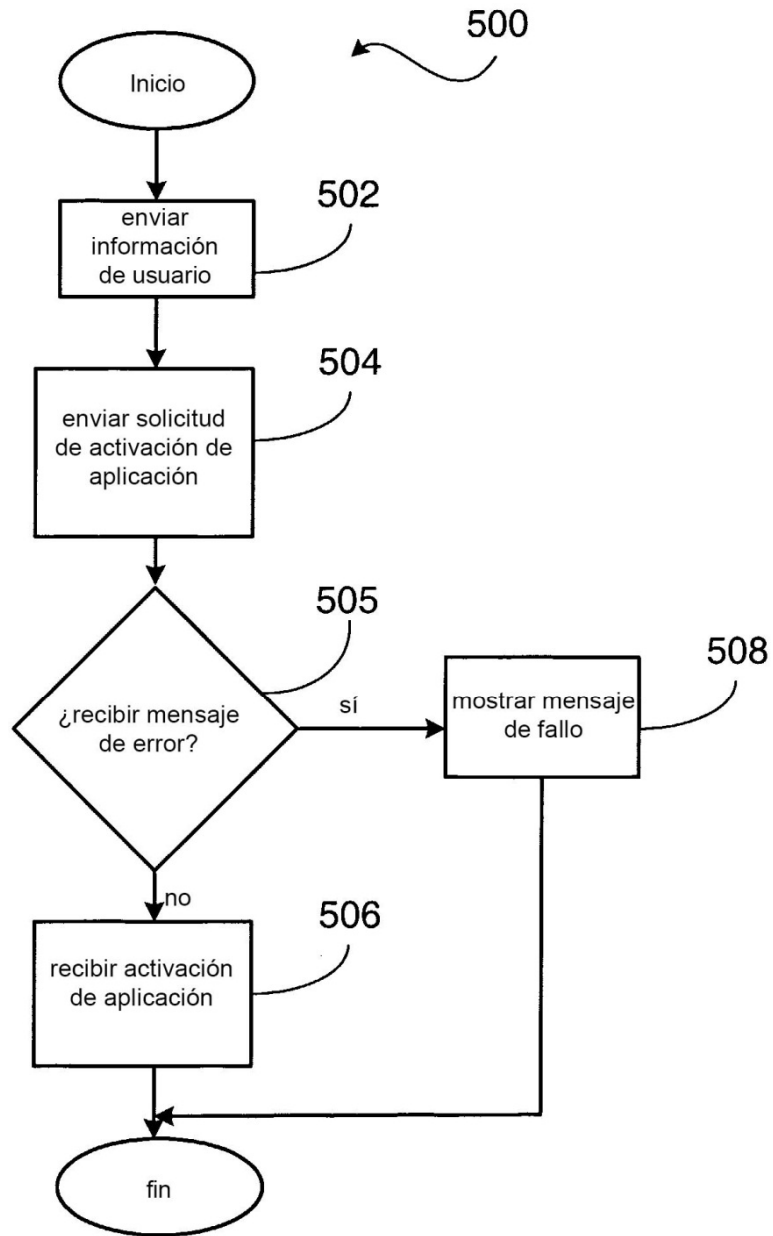 500
Inicio
502
enviar
información
de usuario
504
enviar solicitud
de activación de
aplicación
505
¿recibir mensaje
de error?
sí
508
mostrar mensaje
de fallo
no
506
recibir activación
de aplicación
fin